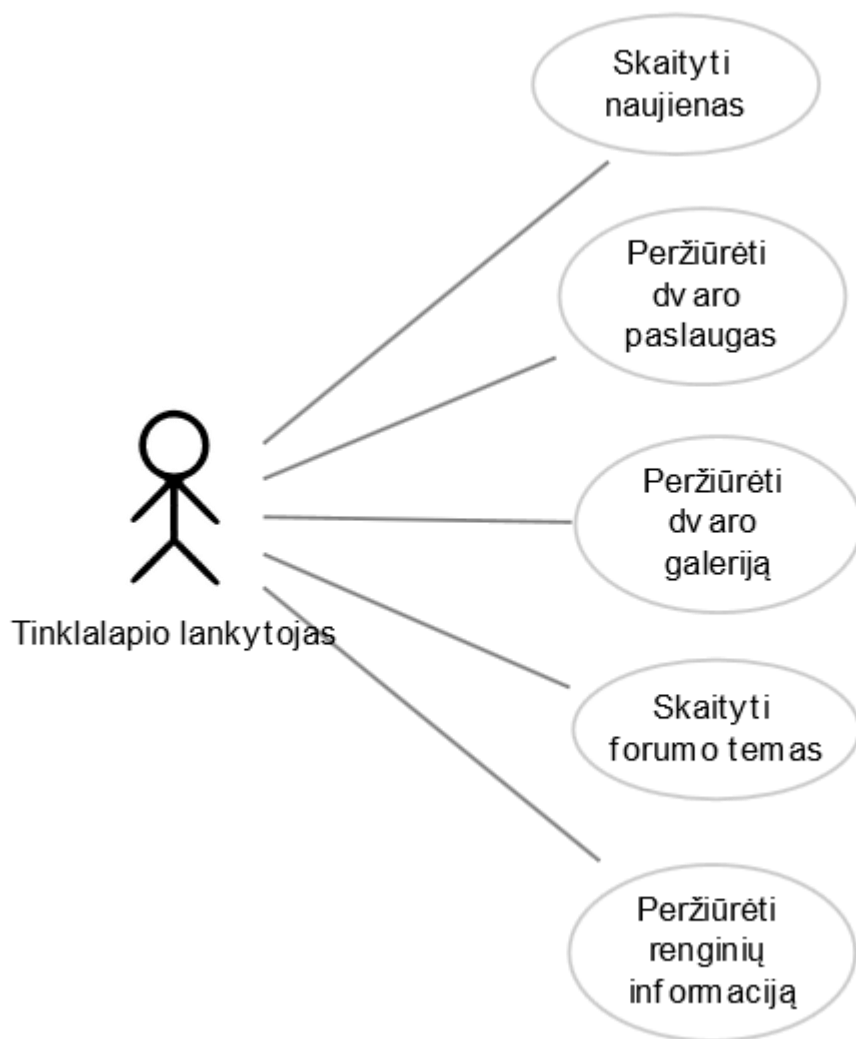 Skaityti
naujienas
Peržiūrėti
dvaro
paslaugas
Peržiūrėti
dvaro
galeriją
Tinklalapio lankytojas
Skaityti
forumo temas
Peržiūrėti
renginių
informaciją